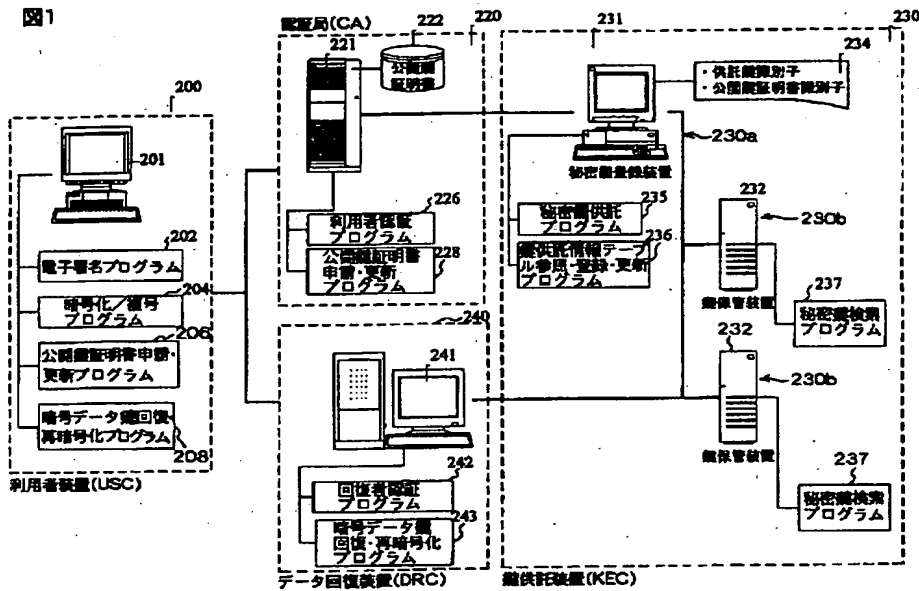 図1
200
201
202
電子署名プログラム
204
暗号化/復号
プログラム
206
公開鍵証明書申請・
更新プログラム
暗号データ鍵回復・
再暗号化プログラム
208
利用者装置(USC)
認証局(CA)
220
221
222
公開鍵
証明書
226
利用者保証
プログラム
公開鍵証明書
申請・更新
プログラム
228
240
241
242
回復者認証
プログラム
243
暗号データ鍵
回復・再暗号化
プログラム
データ回復装置(DRC)
230
231
234
・供託鍵識別子
・公開鍵証明書識別子
230a
秘密鍵登録装置
235
秘密鍵供託
プログラム
236
鍵供託情報テーブ
ル参照・登録・更新
プログラム
232
230b
鍵保管装置
237
秘密鍵検索
プログラム
232
230b
鍵保管装置
237
秘密鍵検索
プログラム
鍵供託装置(KEC)